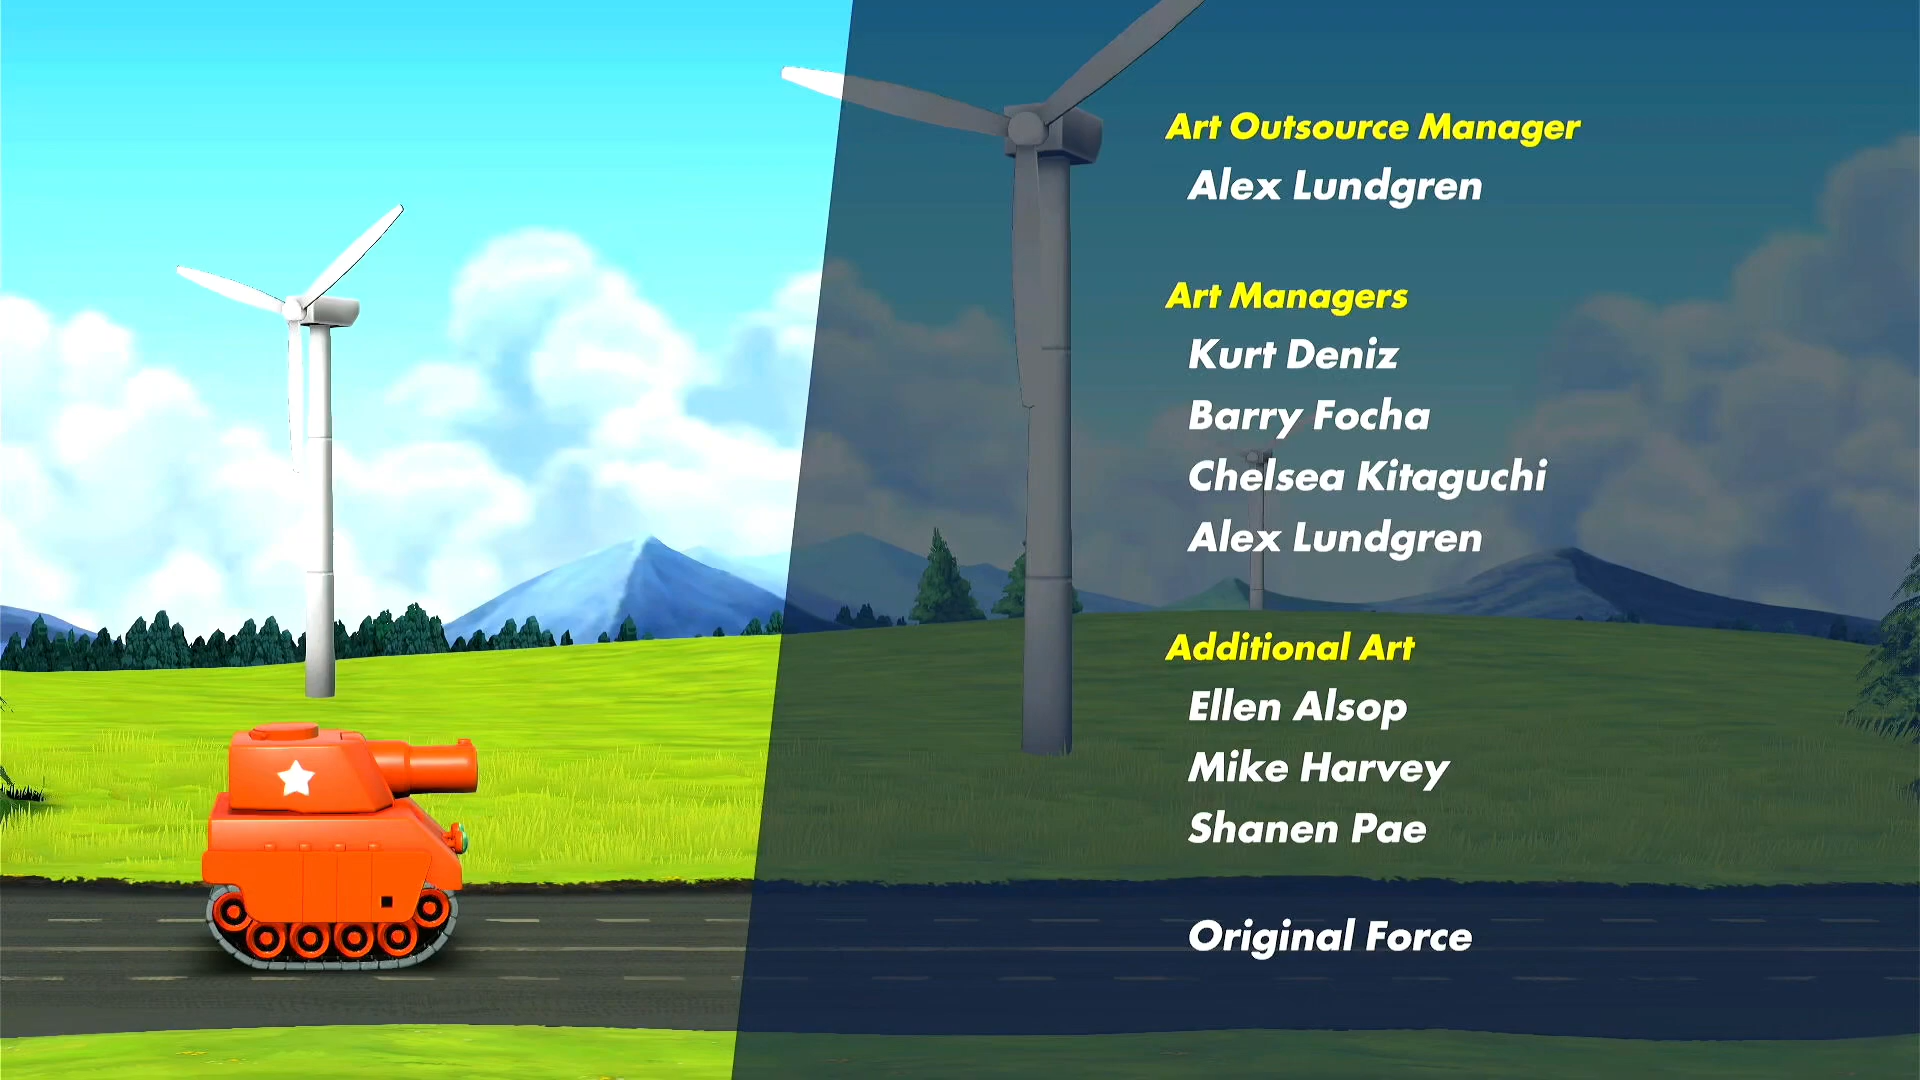 Art Outsource Manager
Alex Lundgren
Art Managers
Kurt Deniz
Barry Focha
Chelsea Kitaguchi
Alex Lundgren
Additional Art
Ellen Alsop
Mike Harvey
Shanen Pae
Original Force